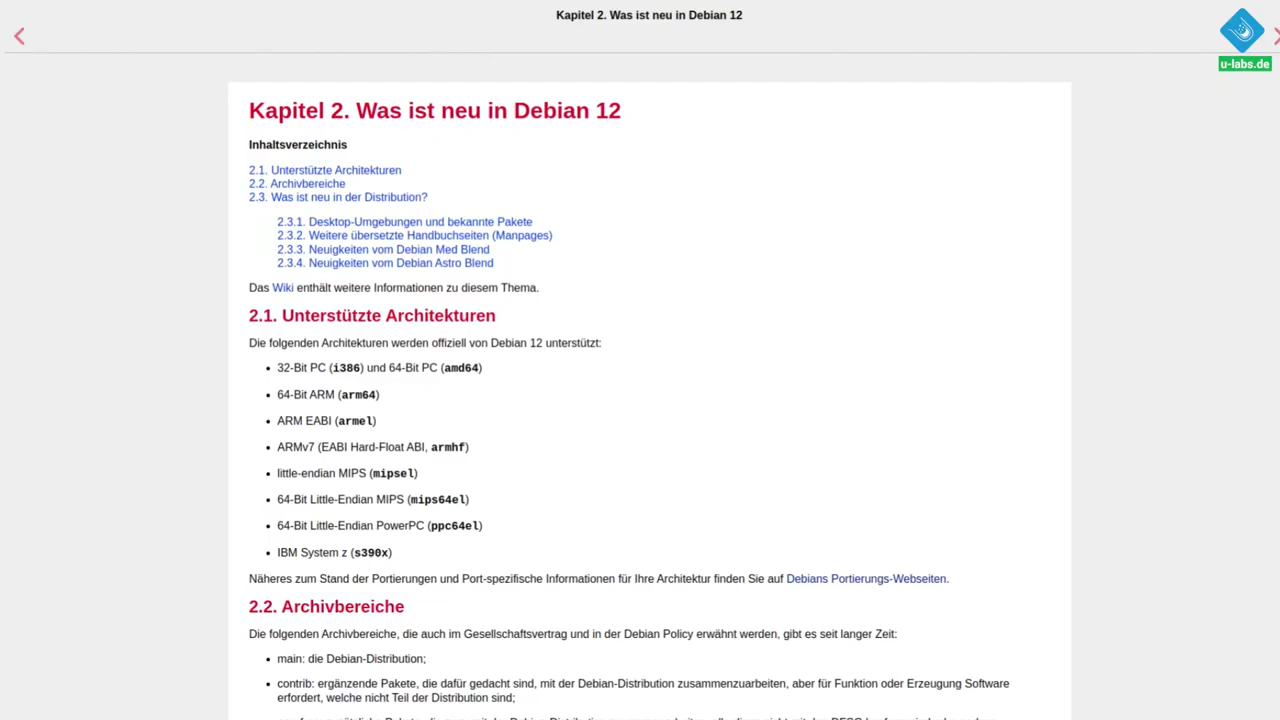 Kapitel 2. Was ist neu in Debian 12
u-labs.de
Kapitel 2. Was ist neu in Debian 12
Inhaltsverzeichnis
2.1. Unterstützte Architekturen
2.2. Archivbereiche
2.3. Was ist neu in der Distribution?
2.3.1. Desktop-Umgebungen und bekannte Pakete
2.3.2. Weitere übersetzte Handbuchseiten (Manpages)
2.3.3. Neuigkeiten vom Debian Med Blend
2.3.4. Neuigkeiten vom Debian Astro Blend
Das Wiki enthält weitere Informationen zu diesem Thema.
2.1. Unterstützte Architekturen
Die folgenden Architekturen werden offiziell von Debian 12 unterstützt:
• 32-Bit PC (i386) und 64-Bit PC (amd64)
• 64-Bit ARM (arm64)
• ARM EABI (armel)
• ARMv7 (EABI Hard-Float ABI, armhf)
• little-endian MIPS (mipsel)
• 64-Bit Little-Endian MIPS (mips64el)
• 64-Bit Little-Endian PowerPC (ppc64el)
• IBM System z (s390x)
Näheres zum Stand der Portierungen und Port-spezifische Informationen für Ihre Architektur finden Sie auf Debians Portierungs-Webseiten.
2.2. Archivbereiche
Die folgenden Archivbereiche, die auch im Gesellschaftsvertrag und in der Debian Policy erwähnt werden, gibt es seit langer Zeit:
• main: die Debian-Distribution;
• contrib: ergänzende Pakete, die dafür gedacht sind, mit der Debian-Distribution zusammenzuarbeiten, aber für Funktion oder Erzeugung Software
erfordert, welche nicht Teil der Distribution sind;